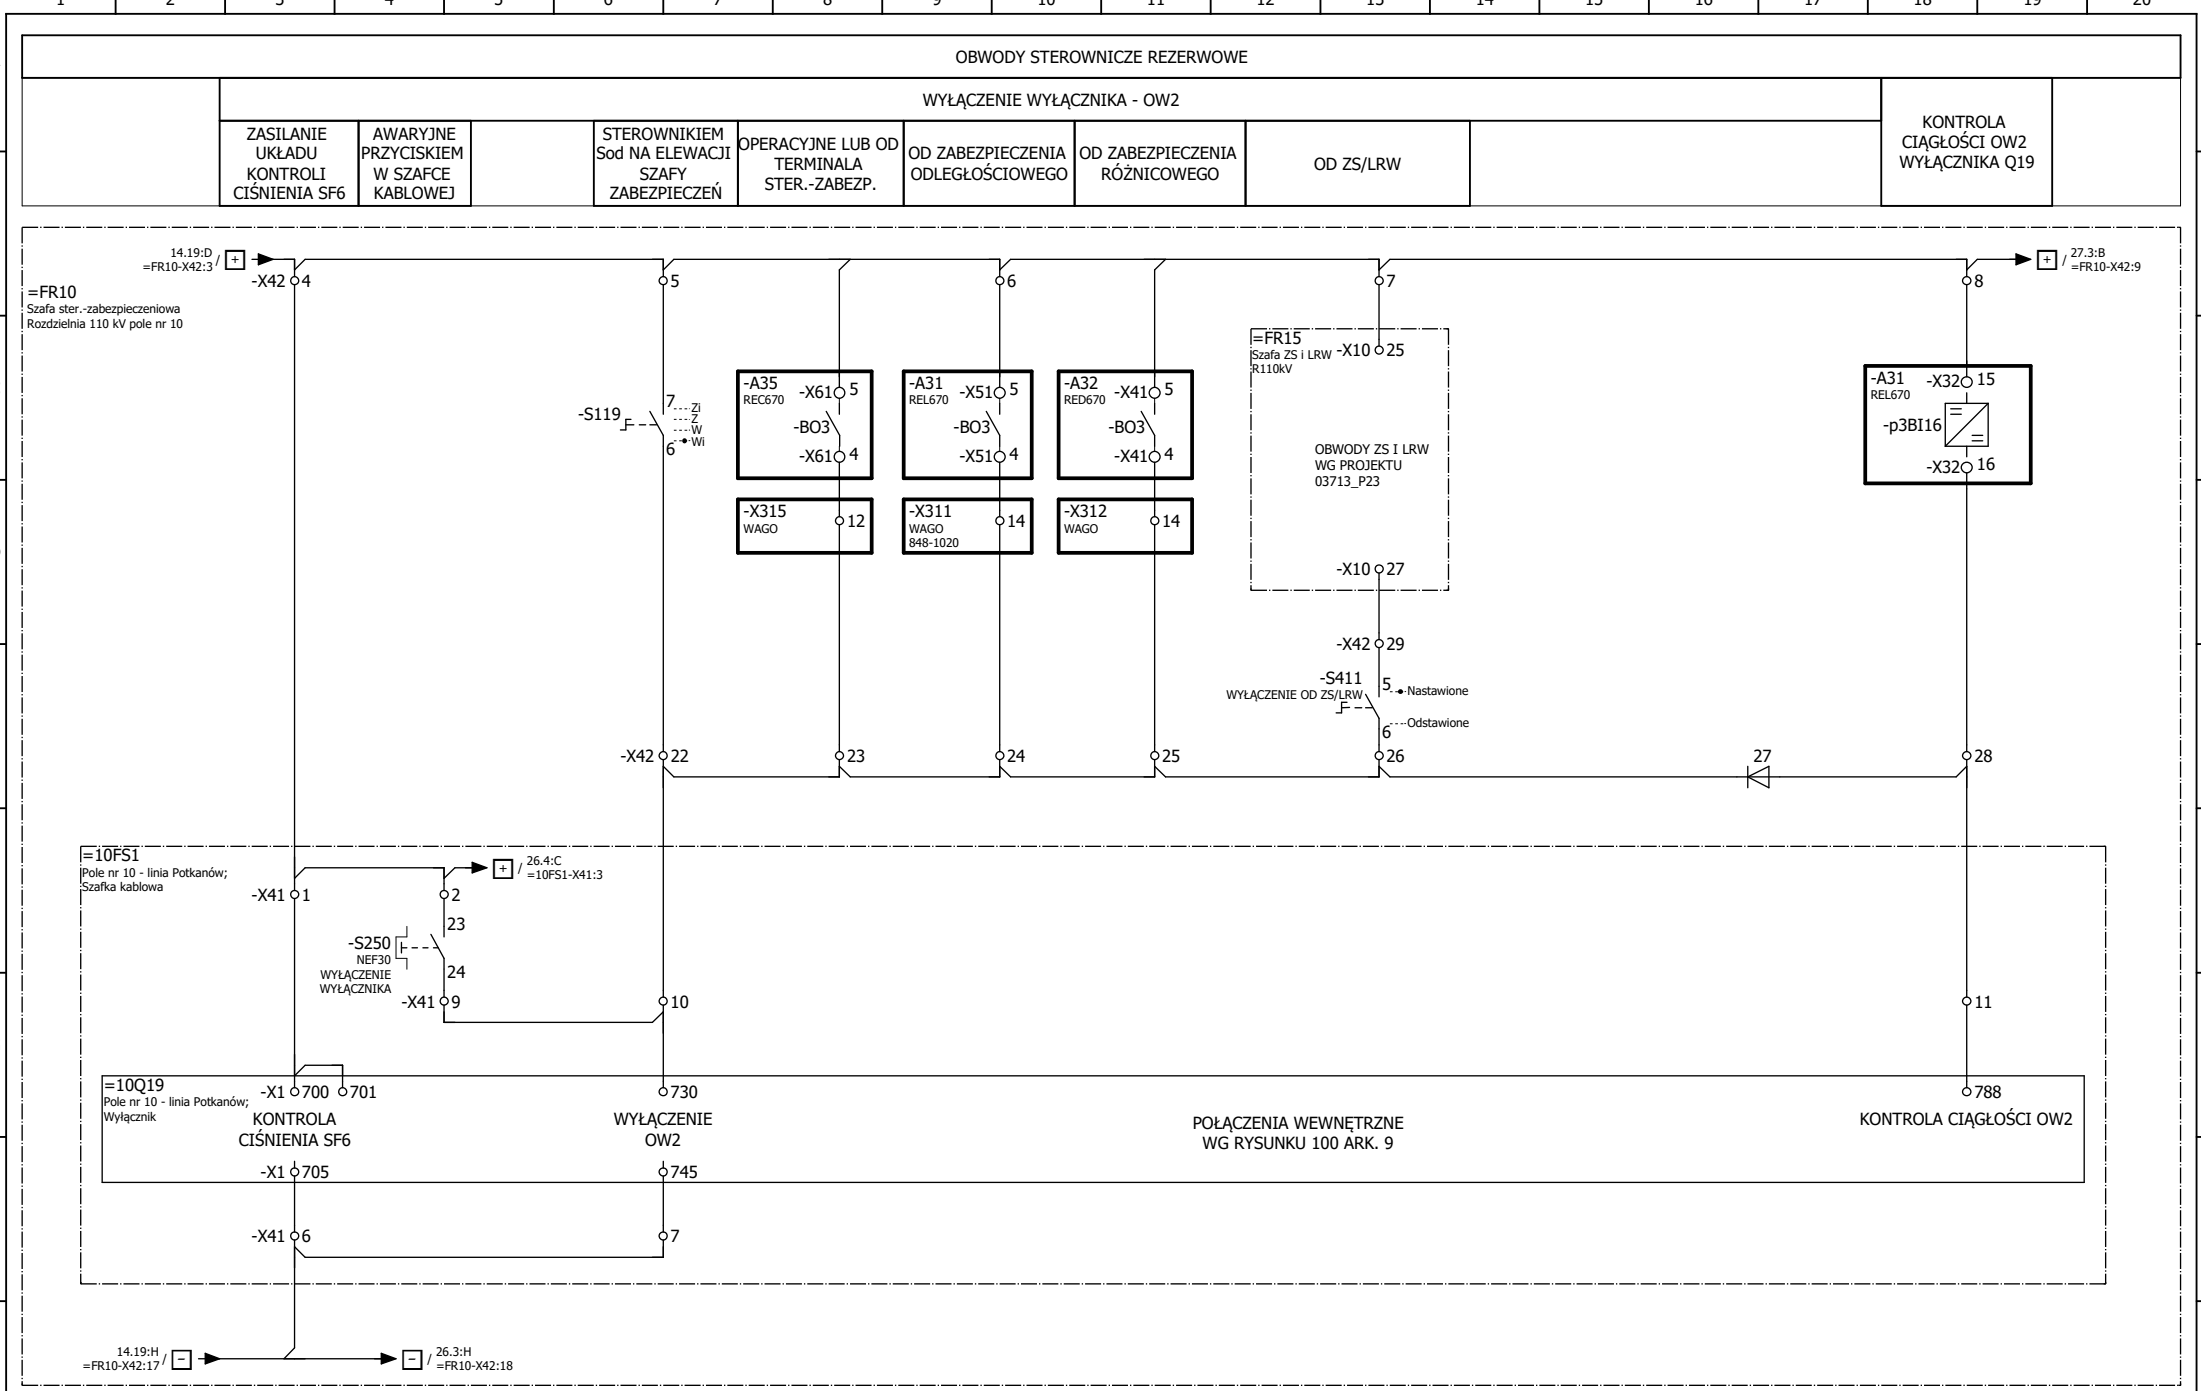 1 2 3 4 5 6 7 8 9 10 11 12 13 14 15 16 17 18 19 20
OBWODY STEROWNICZE REZERWOWE
WYŁĄCZENIE WYŁĄCZNIKA - OW2
ZASILANIE
UKŁADU
KONTROLI
CIŚNIENIA SF6
AWARYJNE
PRZYCISKIEM
W SZAFCE
KABLOWEJ
STEROWNIKIEM
Sod NA ELEWACJI
SZAFY
ZABEZPIECZEŃ
OPERACYJNE LUB OD
TERMINALA
STER.-ZABEZP.
OD ZABEZPIECZENIA
ODLEGŁOŚCIOWEGO
OD ZABEZPIECZENIA
RÓŻNICOWEGO
OD ZS/LRW
KONTROLA
CIĄGŁOŚCI OW2
WYŁĄCZNIKA Q19
14.19:D
=FR10-X42:3 / +
+ / 27.3:B
=FR10-X42:9
-X42 4
5
6
7
8
=FR10
Szafa ster.-zabezpieczeniowa
Rozdzielnia 110 kV pole nr 10
-S119
7
Zi
Z
W
Wi
6
-A35
REC670
-X61 5
-BO3
-X61 4
-X315
WAGO
12
-A31
REL670
-X51 5
-BO3
-X51 4
-X311
WAGO
848-1020
14
-A32
RED670
-X41 5
-BO3
-X41 4
-X312
WAGO
14
=FR15
Szafa ZS i LRW
R110kV
-X10 25
OBWODY ZS I LRW
WG PROJEKTU
03713_P23
-X10 27
-X42 29
-S411
WYŁĄCZENIE OD ZS/LRW
5
Nastawione
Odstawione
6
-A31
REL670
-X32 15
-p3BI16
-X32 16
-X42 22
23
24
25
26
27
28
=10FS1
Pole nr 10 - linia Potkanów;
Szafka kablowa
+ / 26.4:C
=10FS1-X41:3
-X41 1
2
23
-S250
NEF30
WYŁĄCZENIE
WYŁĄCZNIKA
24
-X41 9
10
11
=10Q19
Pole nr 10 - linia Potkanów;
Wyłącznik
-X1 700 701
KONTROLA
CIŚNIENIA SF6
-X1 705
730
WYŁĄCZENIE
OW2
745
POŁĄCZENIA WEWNĘTRZNE
WG RYSUNKU 100 ARK. 9
788
KONTROLA CIĄGŁOŚCI OW2
-X41 6
7
14.19:H
=FR10-X42:17 / -
- / 26.3:H
=FR10-X42:18